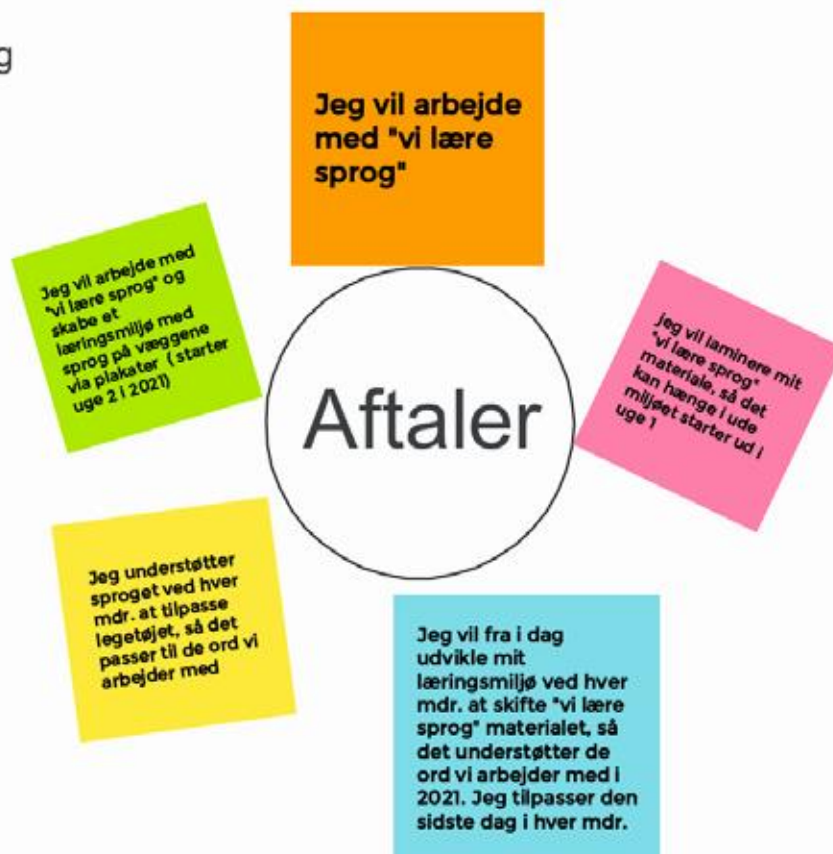 g
Jeg vil arbejde
med "vi lære
sprog"
Jeg vil arbejde med
"vi lære sprog" og
skabe et
læringsmiljø med
sprog på væggene
via plakater ( starter
uge 2 i 2021)
Aftaler
jeg vil laminere mit
"vi lære sprog"
materiale, så det
kan hænge i ude
miljøet starter ud i
uge 1
Jeg understøtter
sproget ved hver
mdr. at tilpasse
legetøjet, så det
passer til de ord vi
arbejder med
Jeg vil fra i dag
udvikle mit
læringsmiljø ved hver
mdr. at skifte "vi lære
sprog" materialet, så
det understøtter de
ord vi arbejder med i
2021. Jeg tilpasser den
sidste dag i hver mdr.